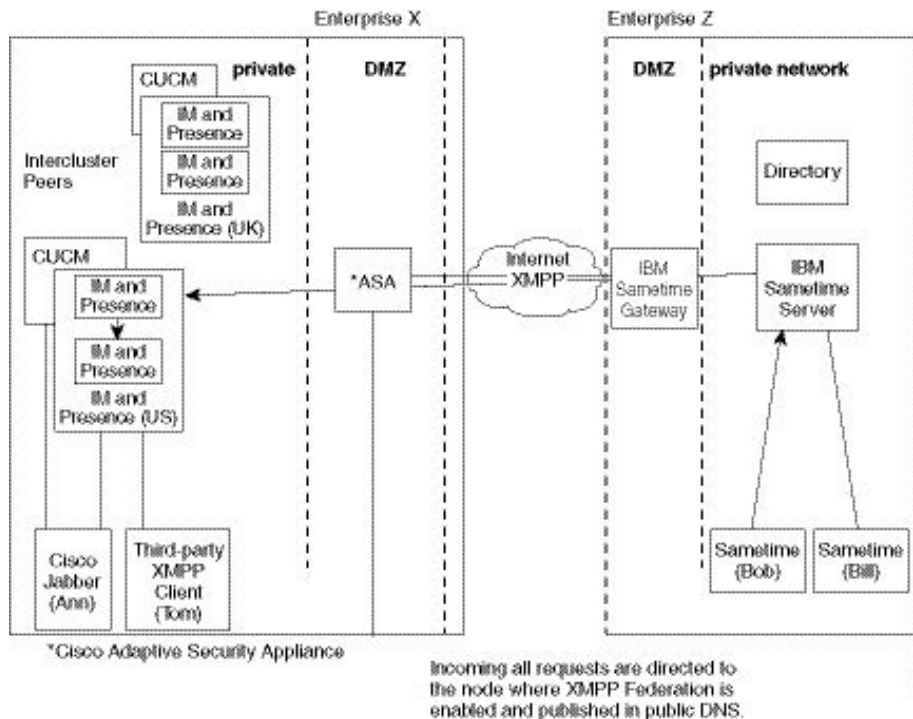 Enterprise X
Enterprise Z
private
DMZ
DMZ
private network
CUCM
IM and
Presence
IM and
Presence
IM and
Presence (UK)
Intercluster
Peers
Directory
CUCM
IM and
Presence
IM and
Presence
IM and
Presence (US)
*ASA
Internet
XMPP
IBM
Sametime
Gateway
IBM
Sametime
Server
Cisco
Jabber
(Ann)
Third-party
XMPP
Client
(Tom)
Sametime
(Bob)
Sametime
(Bill)
*Cisco Adaptive Security Appliance
Incoming all requests are directed to
the node where XMPP Federation is
enabled and published in public DNS.